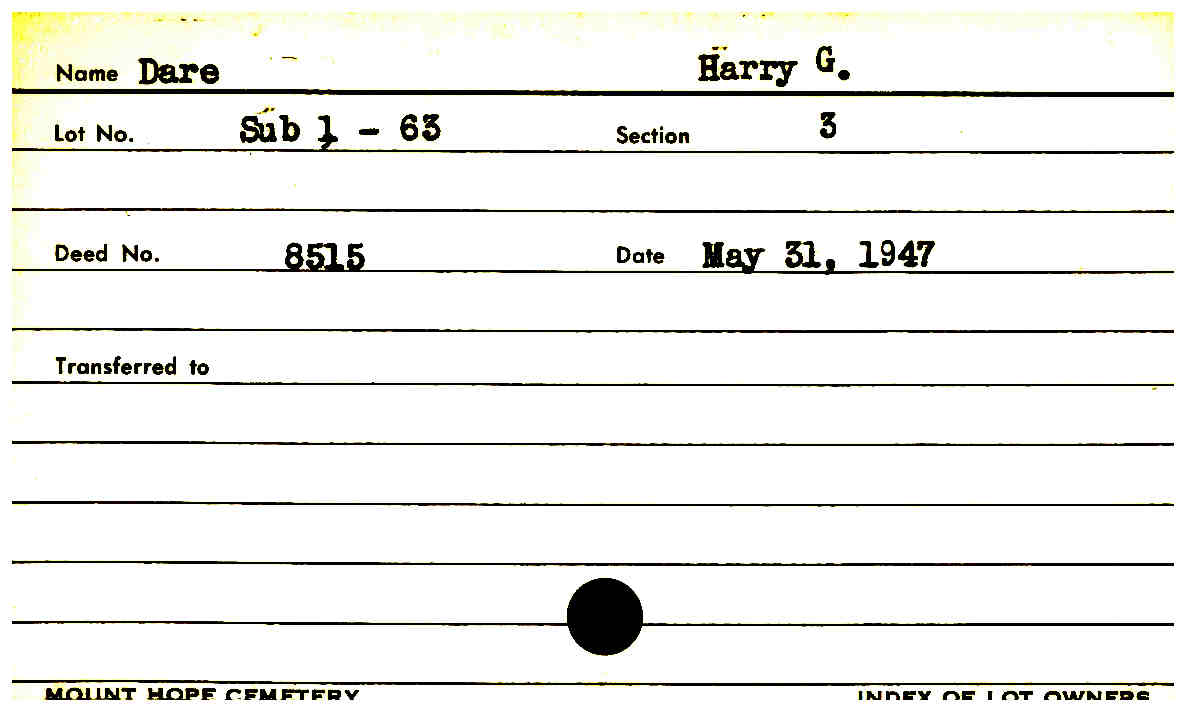 Name Dare Harry G.
Lot No. Sub 1 - 63 Section 3
Deed No. 8515 Date May 31, 1947
Transferred to
MOUNT HOPE CEMETERY INDEX OF LOT OWNERS